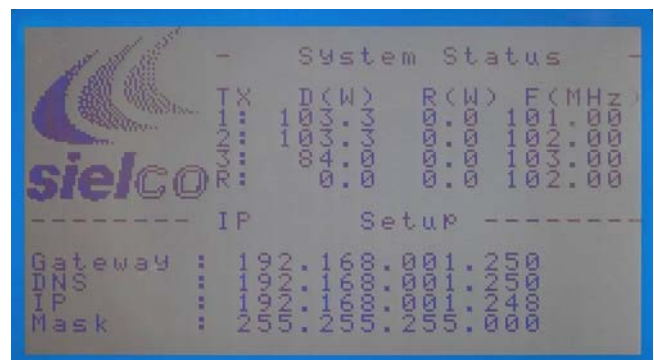 - System Status -
TX D(W) R(W) F(MHz)
1: 103.3 0.0 101.00
2: 103.3 0.0 102.00
3: 84.0 0.0 103.00
R: 0.0 0.0 102.00
sielco
-------- IP Setup --------
Gateway : 192.168.001.250
DNS : 192.168.001.250
IP : 192.168.001.248
Mask : 255.255.255.000